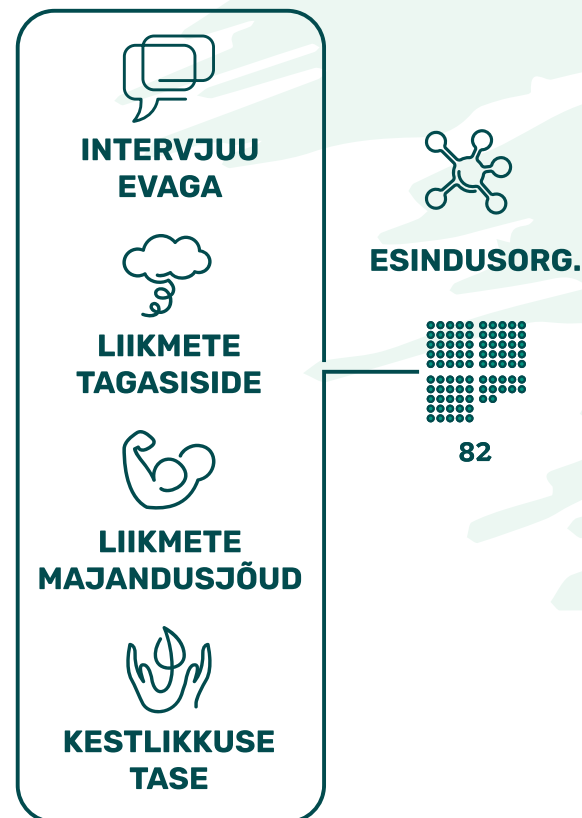 INTERVJUU
EVAGA
LIIKMETE
TAGASISIDE
LIIKMETE
MAJANDUSJÕUD
KESTLIKKUSE
TASE
ESINDUSORG.
82